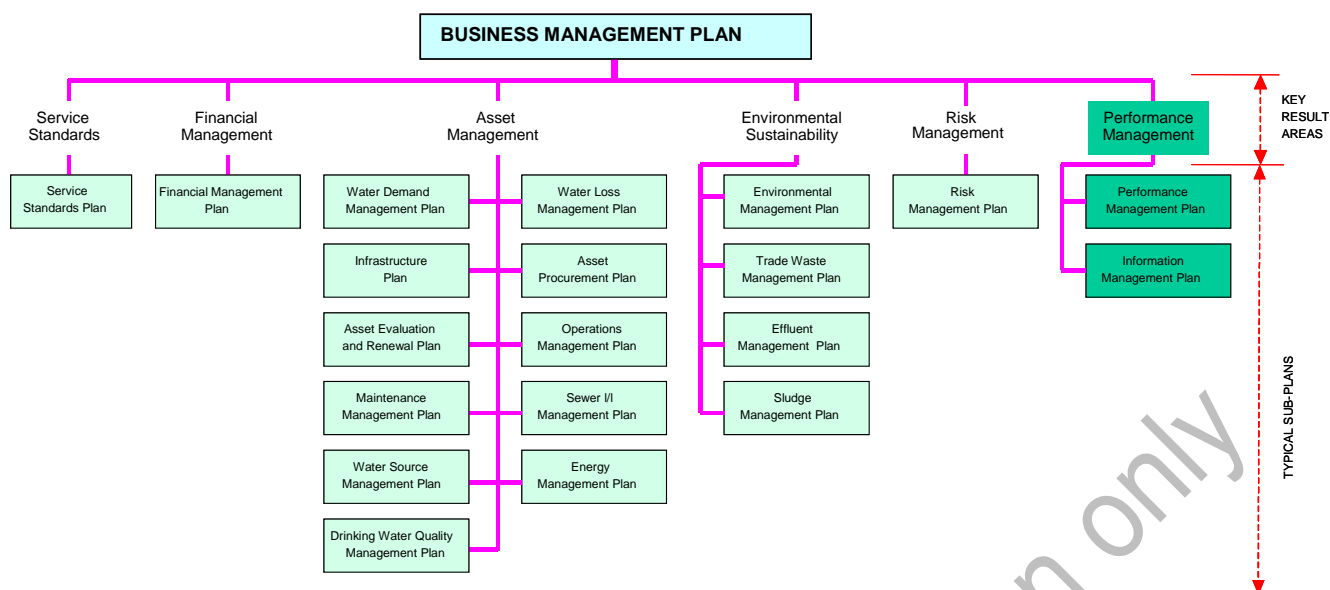 BUSINESS MANAGEMENT PLAN
KEY
RESULT
AREAS
Service
Standards
Financial
Management
Asset
Management
Environmental
Sustainability
Risk
Management
Performance
Management
Service
Standards Plan
Financial Management
Plan
Water Demand
Management Plan
Water Loss
Management Plan
Infrastructure
Plan
Asset
Procurement Plan
Asset Evaluation
and Renewal Plan
Operations
Management Plan
Maintenance
Management Plan
Sewer I/I
Management Plan
Water Source
Management Plan
Energy
Management Plan
Drinking Water Quality
Management Plan
Environmental
Management Plan
Trade Waste
Management Plan
Effluent
Management Plan
Sludge
Management Plan
Risk
Management Plan
Performance
Management Plan
Information
Management Plan
TYPICAL SUB-PLANS
n only